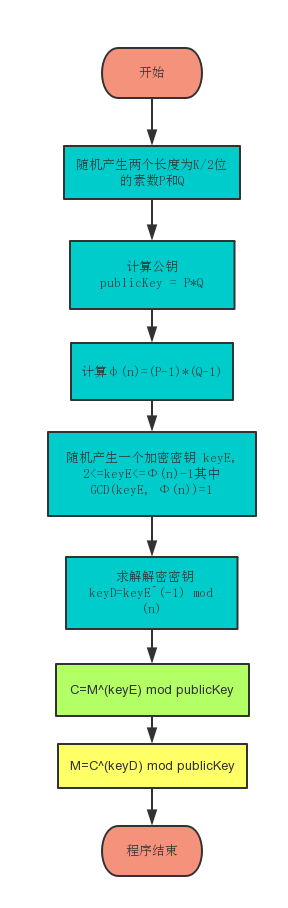 开始
随机产生两个长度为K/2位
的素数P和Q
计算公钥
publicKey = P*Q
计算φ(n)=(P-1)*(Q-1)
随机产生一个加密密钥 keyE,
2<=keyE<=Φ(n)-1其中
GCD(keyE, Φ(n))=1
求解解密密钥
keyD=keyE^(-1) mod
(n)
C=M^(keyE) mod publicKey
M=C^(keyD) mod publicKey
程序结束